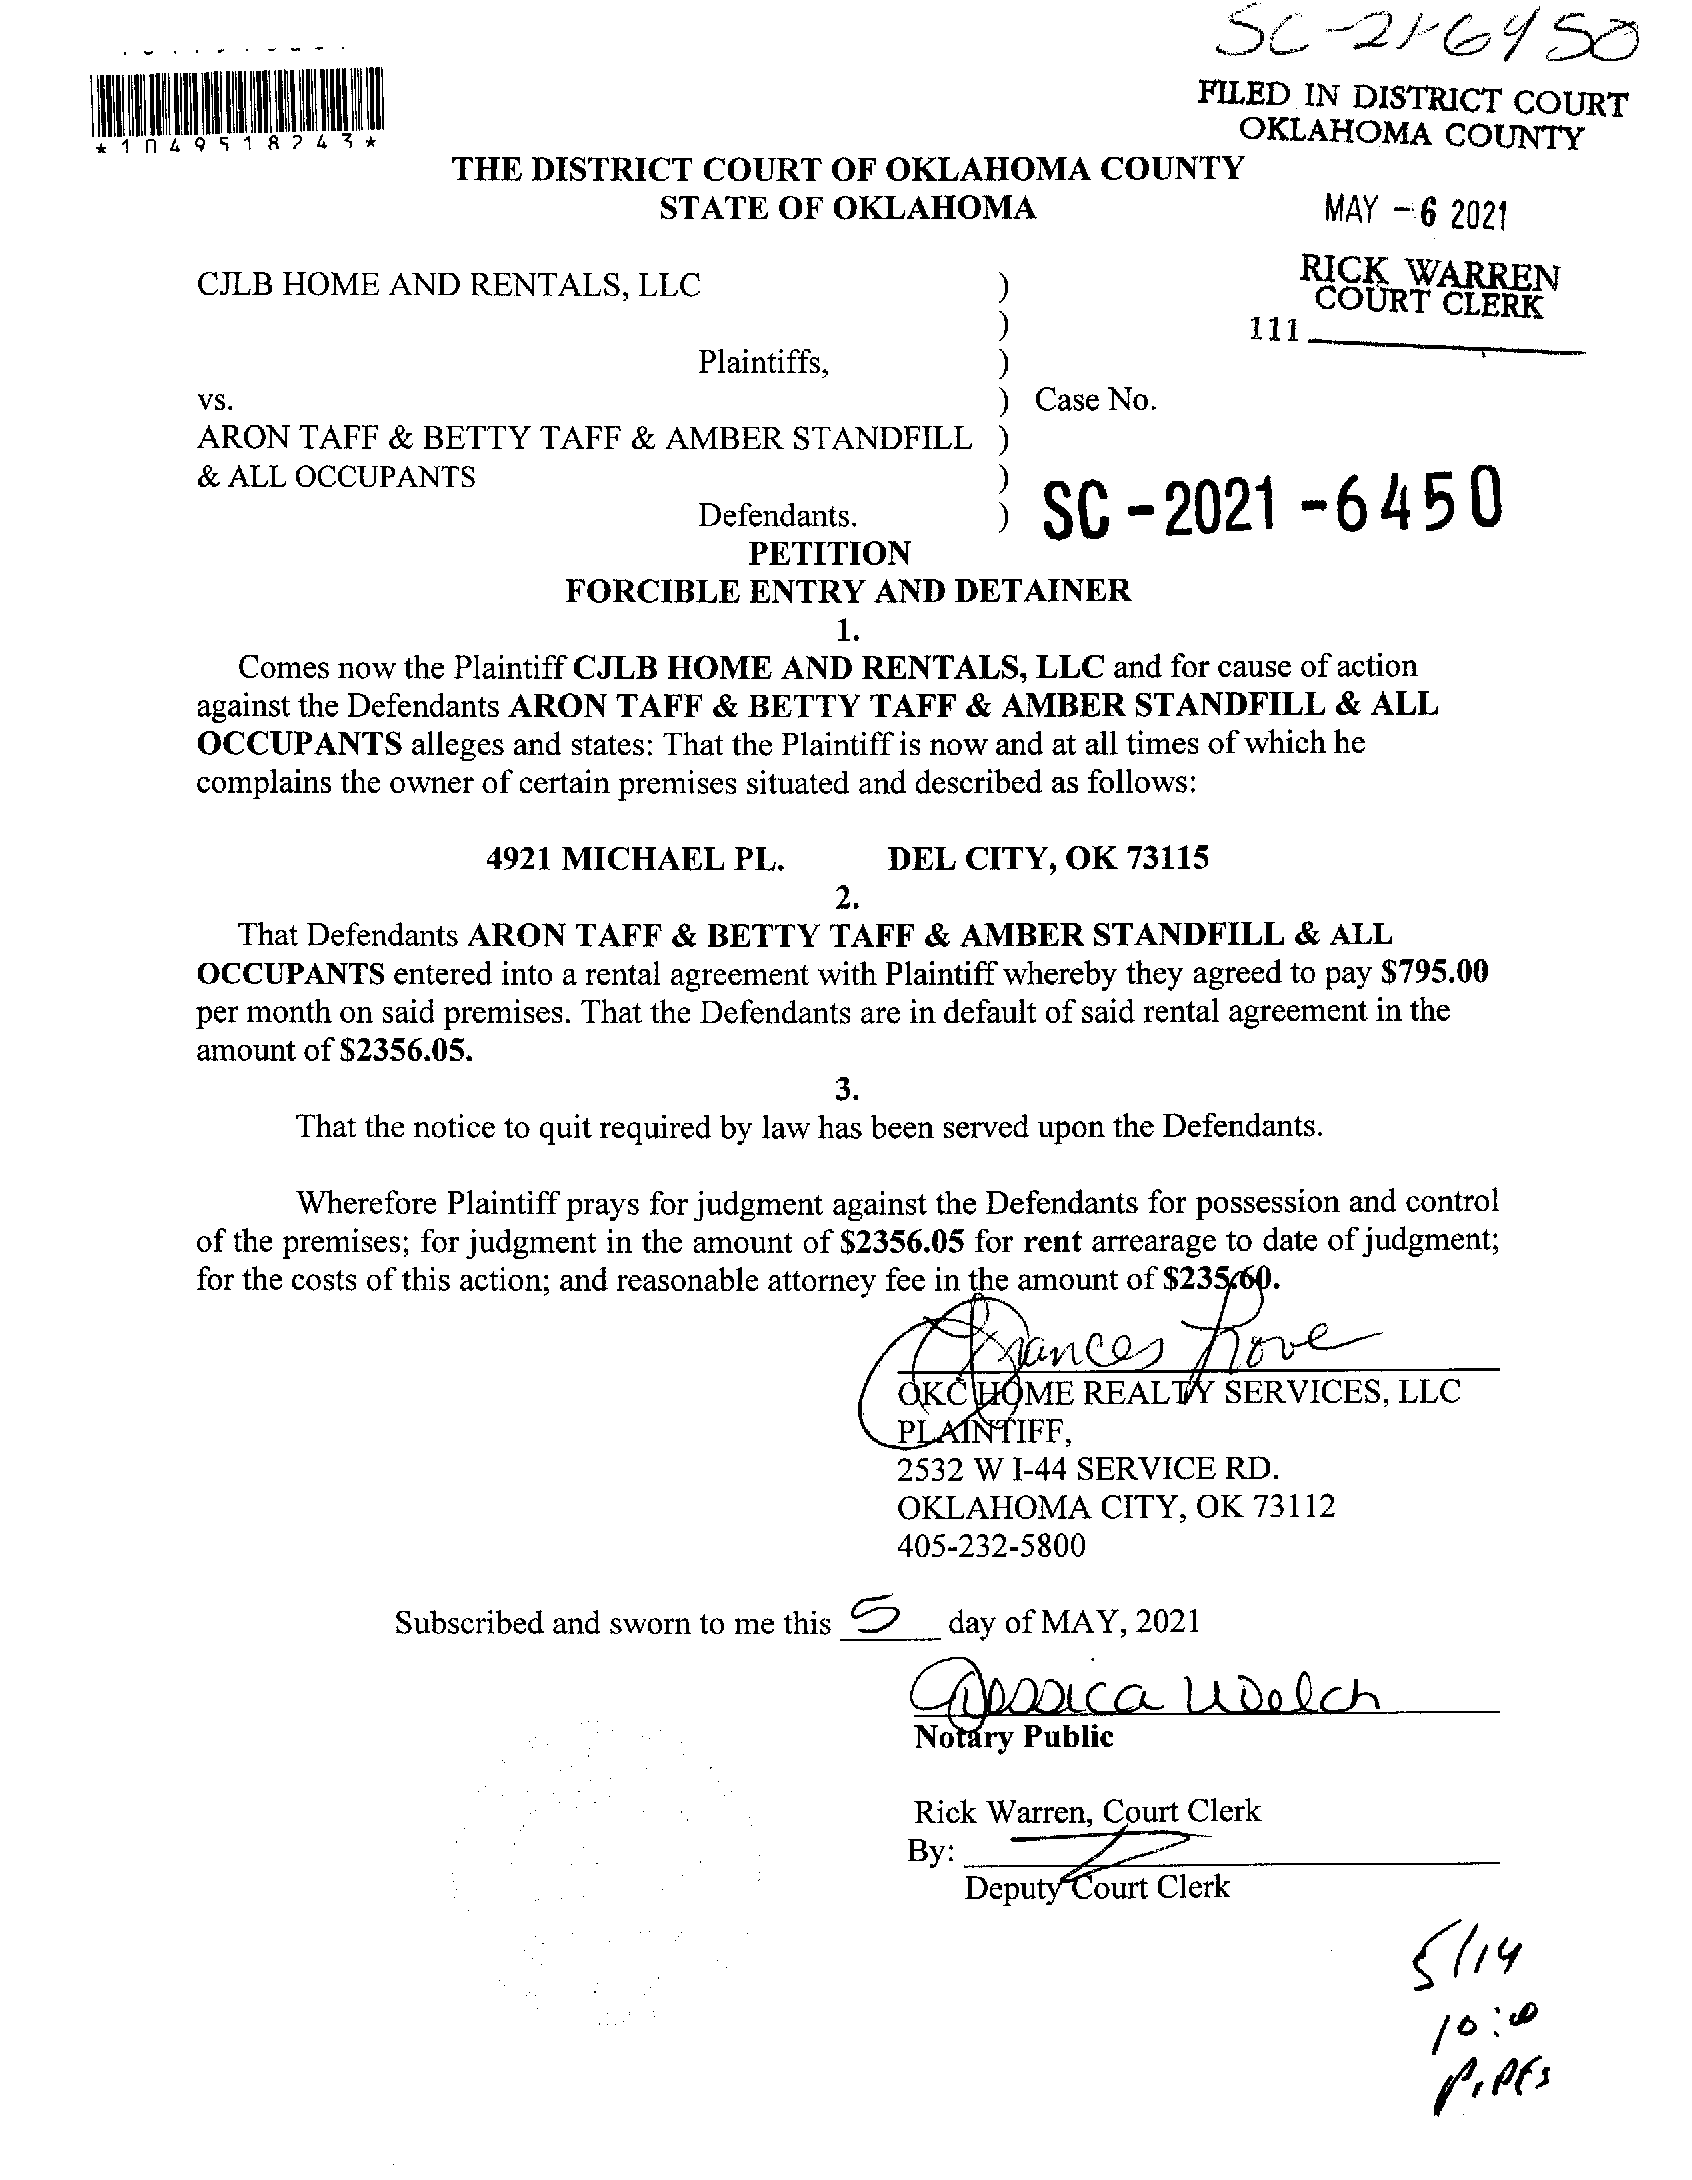 SC-21-6450
FILED IN DISTRICT COURT
OKLAHOMA COUNTY
*1049518243*
THE DISTRICT COURT OF OKLAHOMA COUNTY
STATE OF OKLAHOMA
MAY -6 2021
RICK WARREN
COURT CLERK
111
CJLB HOME AND RENTALS, LLC )
)
Plaintiffs, )
vs. ) Case No.
ARON TAFF & BETTY TAFF & AMBER STANDFILL )
& ALL OCCUPANTS )
Defendants. ) SC-2021-6450
PETITION
FORCIBLE ENTRY AND DETAINER
1.
Comes now the Plaintiff CJLB HOME AND RENTALS, LLC and for cause of action
against the Defendants ARON TAFF & BETTY TAFF & AMBER STANDFILL & ALL
OCCUPANTS alleges and states: That the Plaintiff is now and at all times of which he
complains the owner of certain premises situated and described as follows:
4921 MICHAEL PL. DEL CITY, OK 73115
2.
That Defendants ARON TAFF & BETTY TAFF & AMBER STANDFILL & ALL
OCCUPANTS entered into a rental agreement with Plaintiff whereby they agreed to pay $795.00
per month on said premises. That the Defendants are in default of said rental agreement in the
amount of $2356.05.
3.
That the notice to quit required by law has been served upon the Defendants.
Wherefore Plaintiff prays for judgment against the Defendants for possession and control
of the premises; for judgment in the amount of $2356.05 for rent arrearage to date of judgment;
for the costs of this action; and reasonable attorney fee in the amount of $235.60.
Frances Love
OKC HOME REALTY SERVICES, LLC
PLAINTIFF,
2532 W I-44 SERVICE RD.
OKLAHOMA CITY, OK 73112
405-232-5800
Subscribed and sworn to me this 5 day of MAY, 2021
Jessica Welch
Notary Public
Rick Warren, Court Clerk
By:
Deputy Court Clerk
5/14
10:00
PIPES